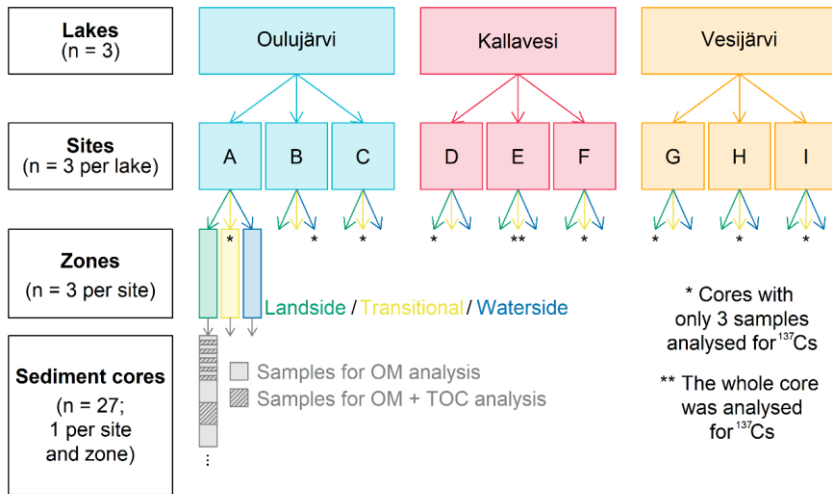 Lakes
(n = 3)
Oulujärvi
Kallavesi
Vesijärvi
Sites
(n = 3 per lake)
A
B
C
D
E
F
G
H
I
*
*
*
*
**
*
*
*
*
Zones
(n = 3 per site)
Landside / Transitional / Waterside
* Cores with
only 3 samples
analysed for ¹³⁷Cs
Sediment cores
(n = 27;
1 per site
and zone)
Samples for OM analysis
Samples for OM + TOC analysis
** The whole core
was analysed
for ¹³⁷Cs
⋮